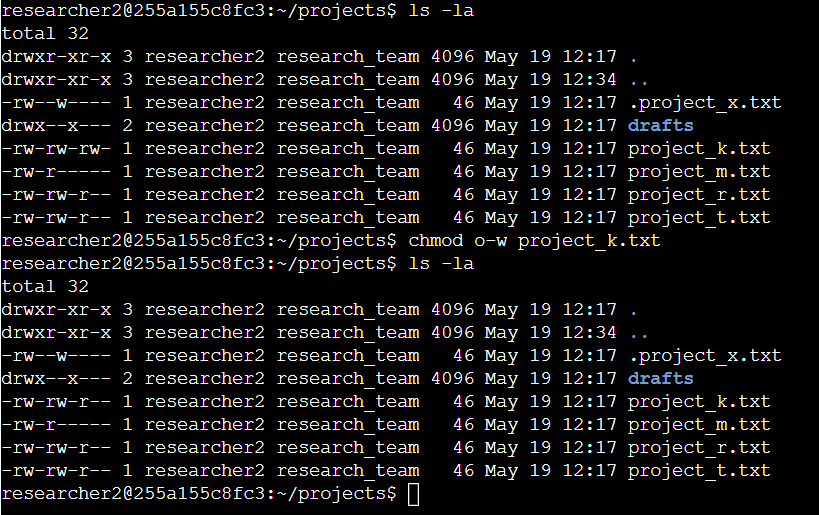 researcher2@255a155c8fc3:~/projects$ ls -la
total 32
drwxr-xr-x 3 researcher2 research_team 4096 May 19 12:17 .
drwxr-xr-x 3 researcher2 research_team 4096 May 19 12:34 ..
-rw--w---- 1 researcher2 research_team   46 May 19 12:17 .project_x.txt
drwx--x--- 2 researcher2 research_team 4096 May 19 12:17 drafts
-rw-rw-rw- 1 researcher2 research_team   46 May 19 12:17 project_k.txt
-rw-r----- 1 researcher2 research_team   46 May 19 12:17 project_m.txt
-rw-rw-r-- 1 researcher2 research_team   46 May 19 12:17 project_r.txt
-rw-rw-r-- 1 researcher2 research_team   46 May 19 12:17 project_t.txt
researcher2@255a155c8fc3:~/projects$ chmod o-w project_k.txt
researcher2@255a155c8fc3:~/projects$ ls -la
total 32
drwxr-xr-x 3 researcher2 research_team 4096 May 19 12:17 .
drwxr-xr-x 3 researcher2 research_team 4096 May 19 12:34 ..
-rw--w---- 1 researcher2 research_team   46 May 19 12:17 .project_x.txt
drwx--x--- 2 researcher2 research_team 4096 May 19 12:17 drafts
-rw-rw-r-- 1 researcher2 research_team   46 May 19 12:17 project_k.txt
-rw-r----- 1 researcher2 research_team   46 May 19 12:17 project_m.txt
-rw-rw-r-- 1 researcher2 research_team   46 May 19 12:17 project_r.txt
-rw-rw-r-- 1 researcher2 research_team   46 May 19 12:17 project_t.txt
researcher2@255a155c8fc3:~/projects$